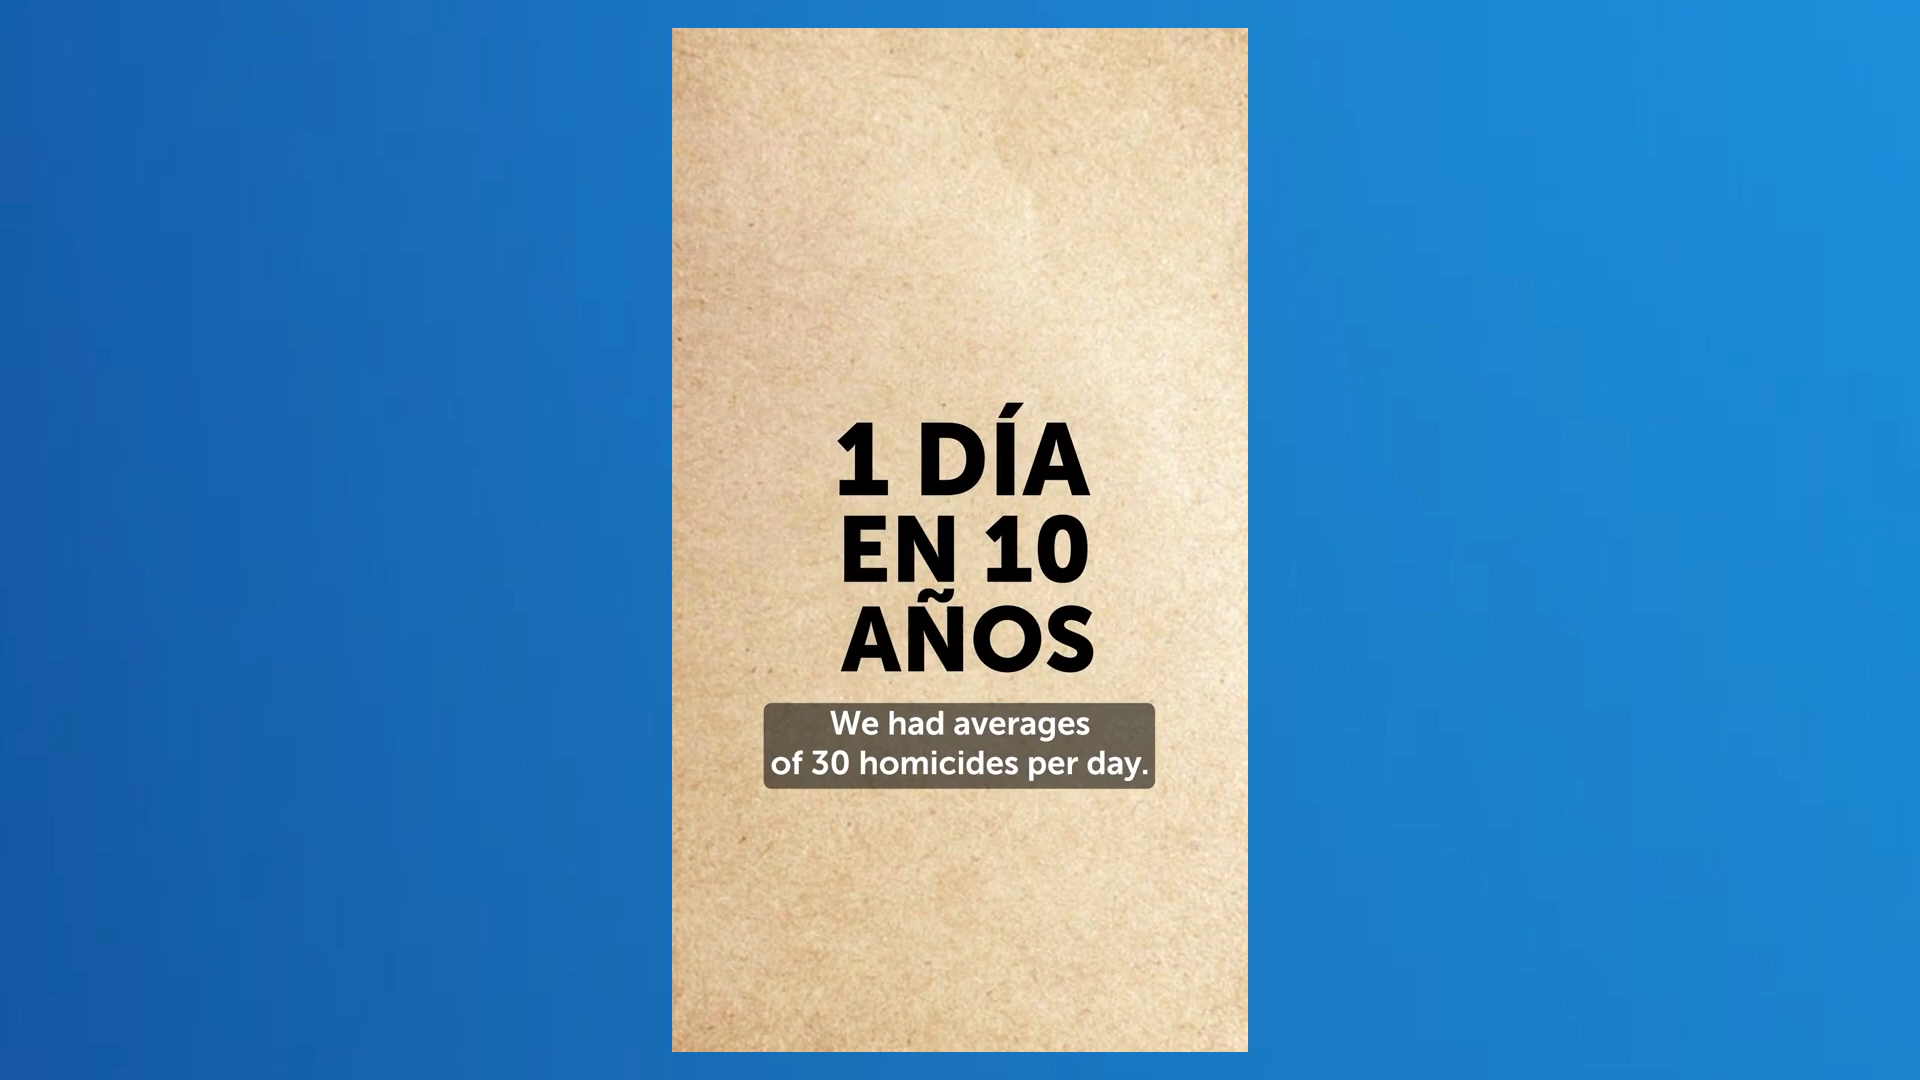 1 DÍA
EN 10
AÑOS
We had averages
of 30 homicides per day.